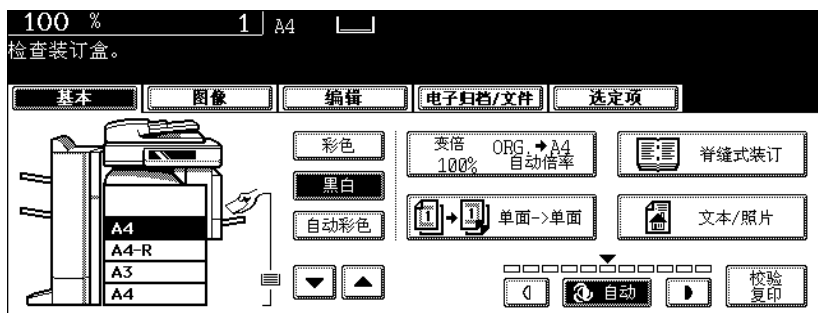 100 % 1 A4
检查装订盒。
基本 图像 编辑 电子归档/文件 选定项
彩色
黑白
自动彩色
变倍 ORG.→A4
100% 自动倍率
脊缝式装订
1→1 单面->单面
文本/照片
A4
A4-R
A3
A4
自动
校验
复印